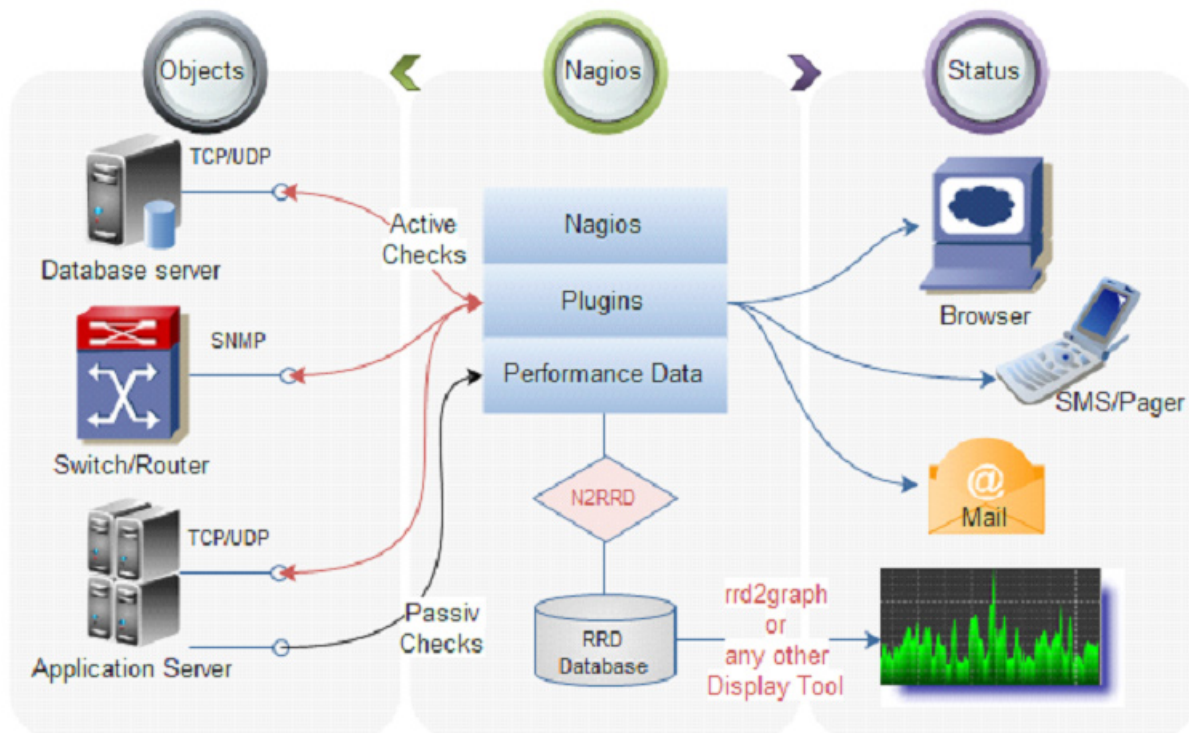 Objects
Nagios
Status
TCP/UDP
Database server
SNMP
Switch/Router
TCP/UDP
Application Server
Active
Checks
Passiv
Checks
Nagios
Plugins
Performance Data
N2RRD
RRD
Database
rrd2graph
or
any other
Display Tool
Browser
SMS/Pager
@
Mail